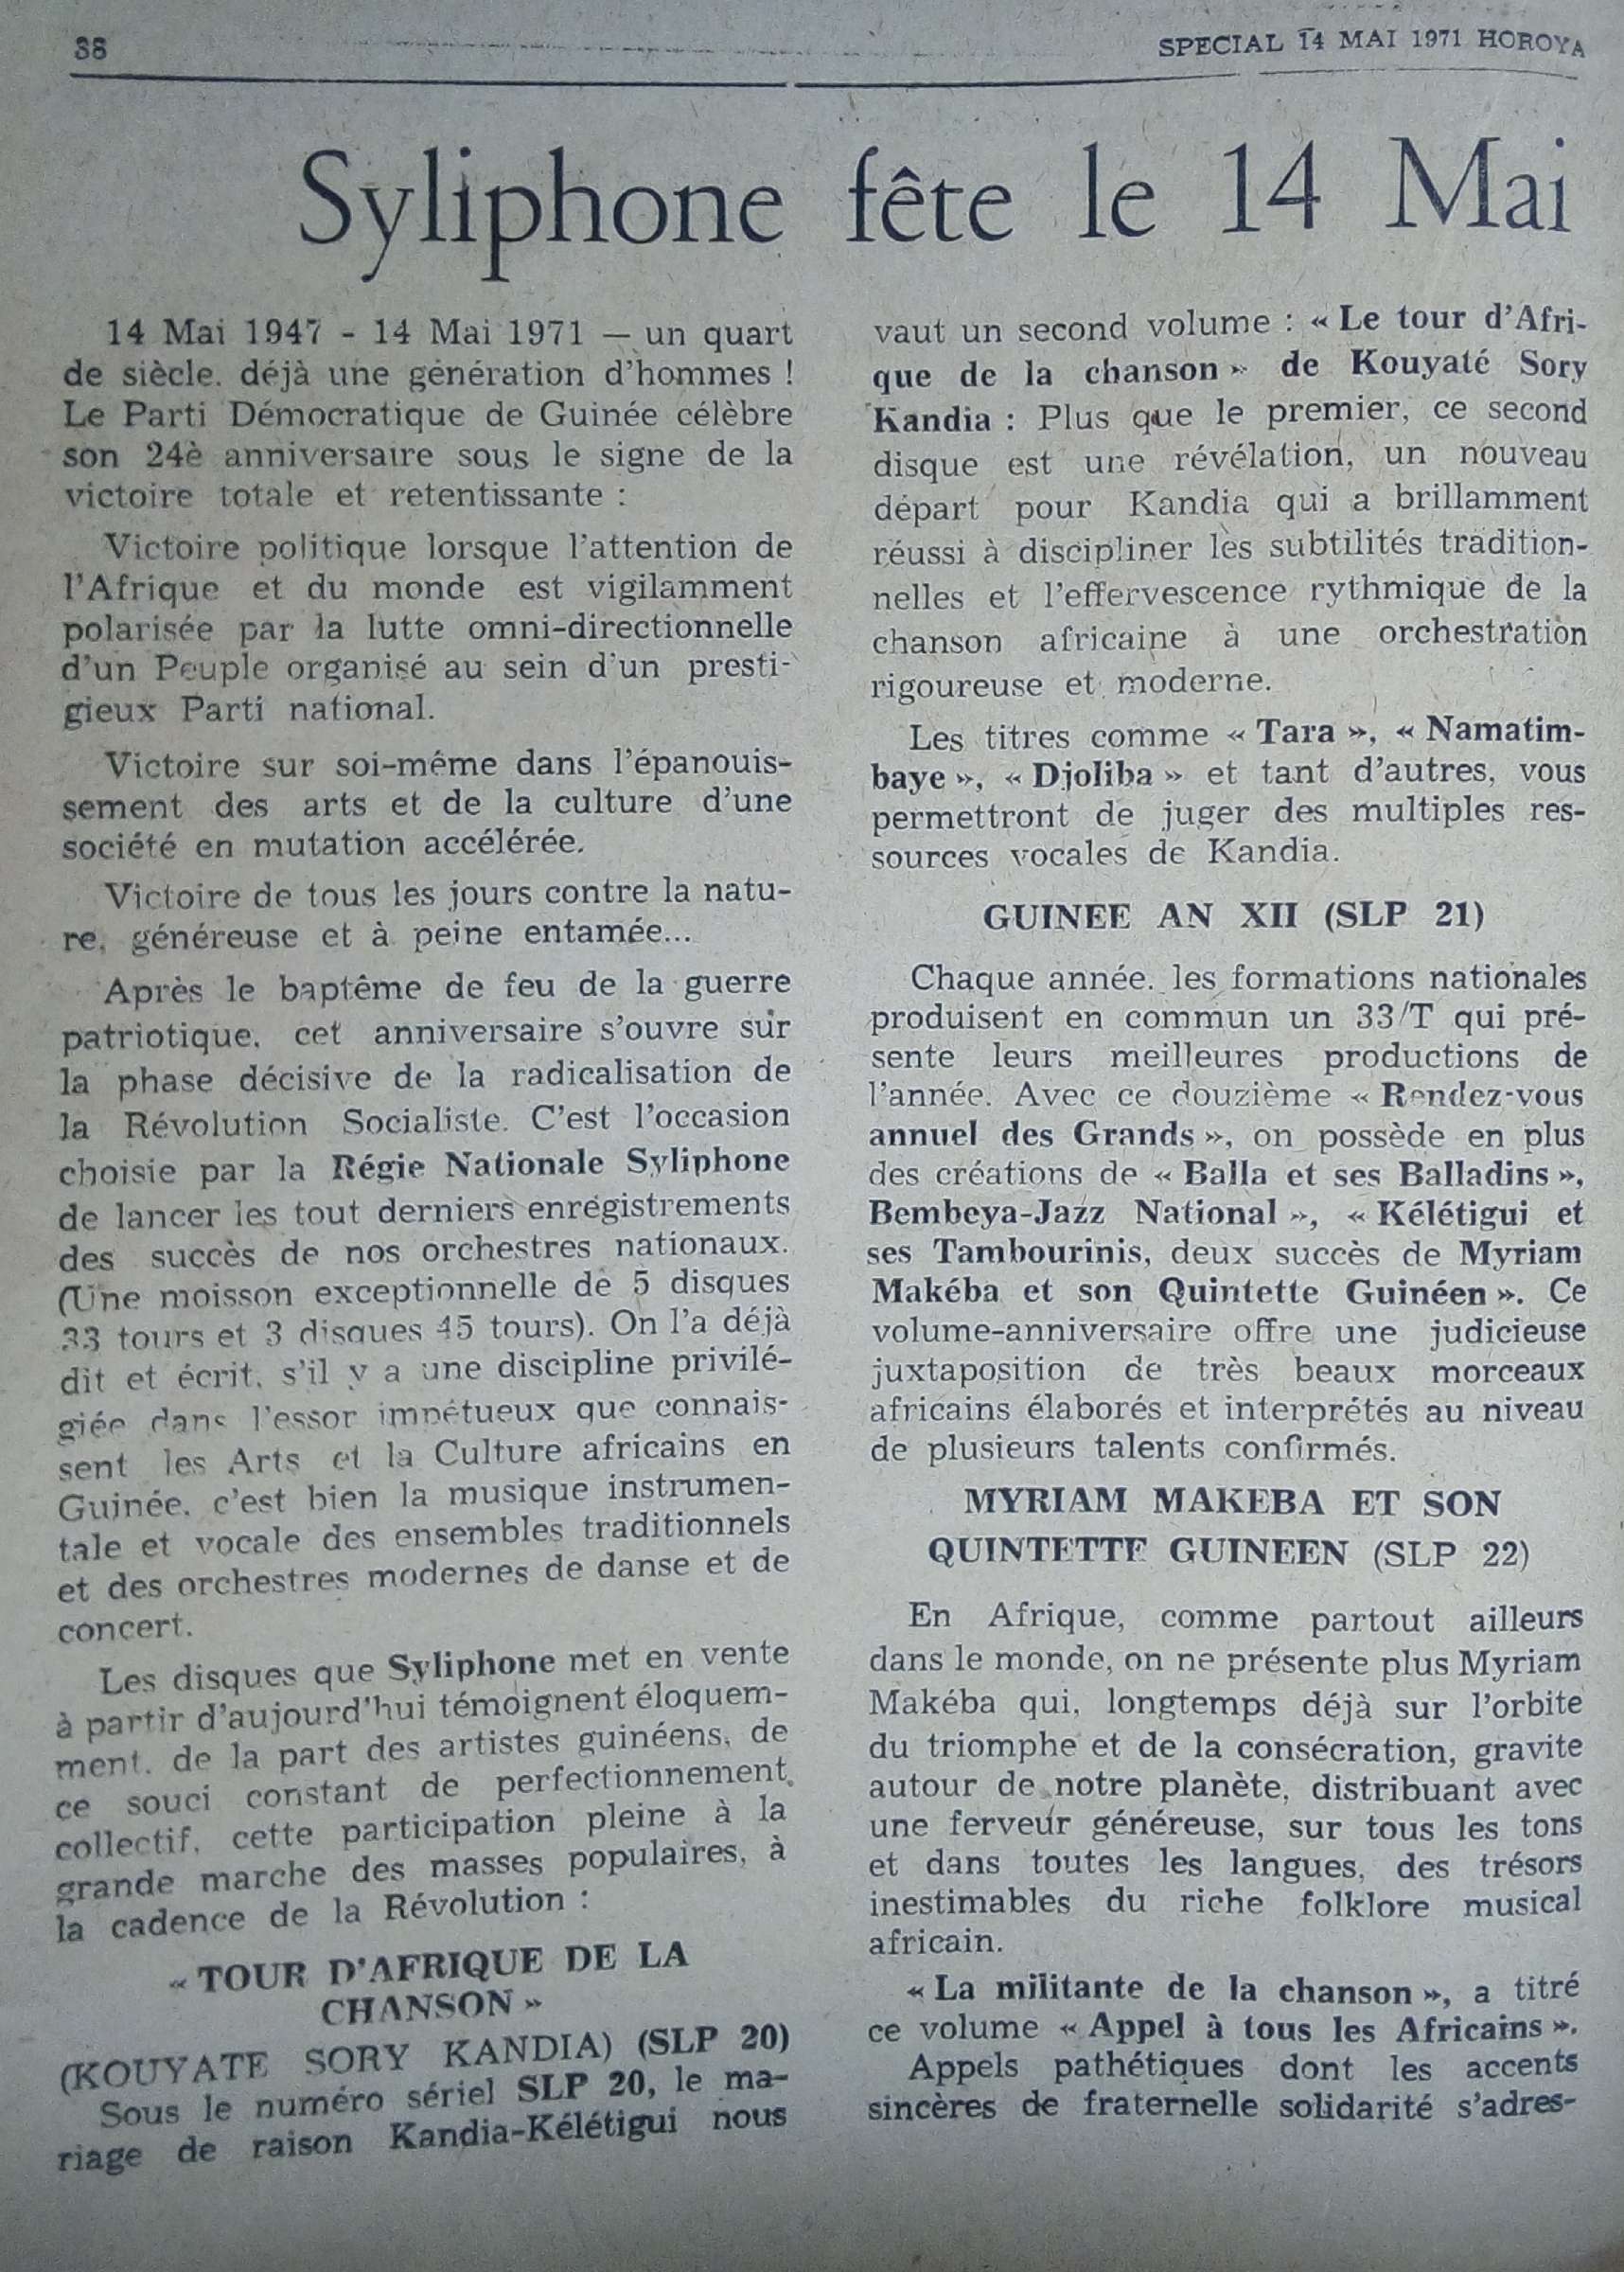 38
SPECIAL 14 MAI 1971 HOROYA
Syliphone fête le 14 Mai
14 Mai 1947 - 14 Mai 1971 — un quart
de siècle. déjà une génération d'hommes !
Le Parti Démocratique de Guinée célèbre
son 24è anniversaire sous le signe de la
victoire totale et retentissante :
Victoire politique lorsque l'attention de
l'Afrique et du monde est vigilamment
polarisée par la lutte omni-directionnelle
d'un Peuple organisé au sein d'un presti-
gieux Parti national.
Victoire sur soi-même dans l'épanouis-
sement des arts et de la culture d'une
société en mutation accélérée.
Victoire de tous les jours contre la natu-
re, généreuse et à peine entamée...
Après le baptême de feu de la guerre
patriotique, cet anniversaire s'ouvre sur
la phase décisive de la radicalisation de
la Révolution Socialiste. C'est l'occasion
choisie par la Régie Nationale Syliphone
de lancer les tout derniers enrégistrements
des succès de nos orchestres nationaux.
(Une moisson exceptionnelle de 5 disques
33 tours et 3 disques 45 tours). On l'a déjà
dit et écrit, s'il y a une discipline privilé-
giée dans l'essor impétueux que connais-
sent les Arts et la Culture africains en
Guinée, c'est bien la musique instrumen-
tale et vocale des ensembles traditionnels
et des orchestres modernes de danse et de
concert.
Les disques que Syliphone met en vente
à partir d'aujourd'hui témoignent éloquem-
ment, de la part des artistes guinéens, de
ce souci constant de perfectionnement
collectif, cette participation pleine à la
grande marche des masses populaires, à
la cadence de la Révolution :
« TOUR D'AFRIQUE DE LA
CHANSON »
(KOUYATE SORY KANDIA) (SLP 20)
Sous le numéro sériel SLP 20, le ma-
riage de raison Kandia-Kélétigui nous
vaut un second volume : « Le tour d'Afri-
que de la chanson » de Kouyaté Sory
Kandia : Plus que le premier, ce second
disque est une révélation, un nouveau
départ pour Kandia qui a brillamment
réussi à discipliner les subtilités tradition-
nelles et l'effervescence rythmique de la
chanson africaine à une orchestration
rigoureuse et moderne.
Les titres comme « Tara », « Namatim-
baye », « Djoliba » et tant d'autres, vous
permettront de juger des multiples res-
sources vocales de Kandia.
GUINEE AN XII (SLP 21)
Chaque année, les formations nationales
produisent en commun un 33/T qui pré-
sente leurs meilleures productions de
l'année. Avec ce douzième « Rendez-vous
annuel des Grands », on possède en plus
des créations de « Balla et ses Balladins »,
Bembeya-Jazz National », « Kélétigui et
ses Tambourinis, deux succès de Myriam
Makéba et son Quintette Guinéen ». Ce
volume-anniversaire offre une judicieuse
juxtaposition de très beaux morceaux
africains élaborés et interprétés au niveau
de plusieurs talents confirmés.
MYRIAM MAKEBA ET SON
QUINTETTE GUINEEN (SLP 22)
En Afrique, comme partout ailleurs
dans le monde, on ne présente plus Myriam
Makéba qui, longtemps déjà sur l'orbite
du triomphe et de la consécration, gravite
autour de notre planète, distribuant avec
une ferveur généreuse, sur tous les tons
et dans toutes les langues, des trésors
inestimables du riche folklore musical
africain.
« La militante de la chanson », a titré
ce volume « Appel à tous les Africains ».
Appels pathétiques dont les accents
sincères de fraternelle solidarité s'adres-